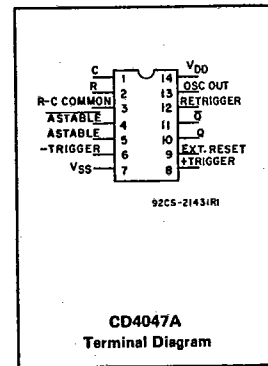 C 1 14 VDD
R 2 13 OSC OUT
R-C COMMON 3 12 RETRIGGER
A̅S̅T̅A̅B̅L̅E̅ 4 11 Q̅
ASTABLE 5 10 Q
-TRIGGER 6 9 EXT. RESET
VSS 7 8 +TRIGGER
92CS-21431R1
CD4047A
Terminal Diagram